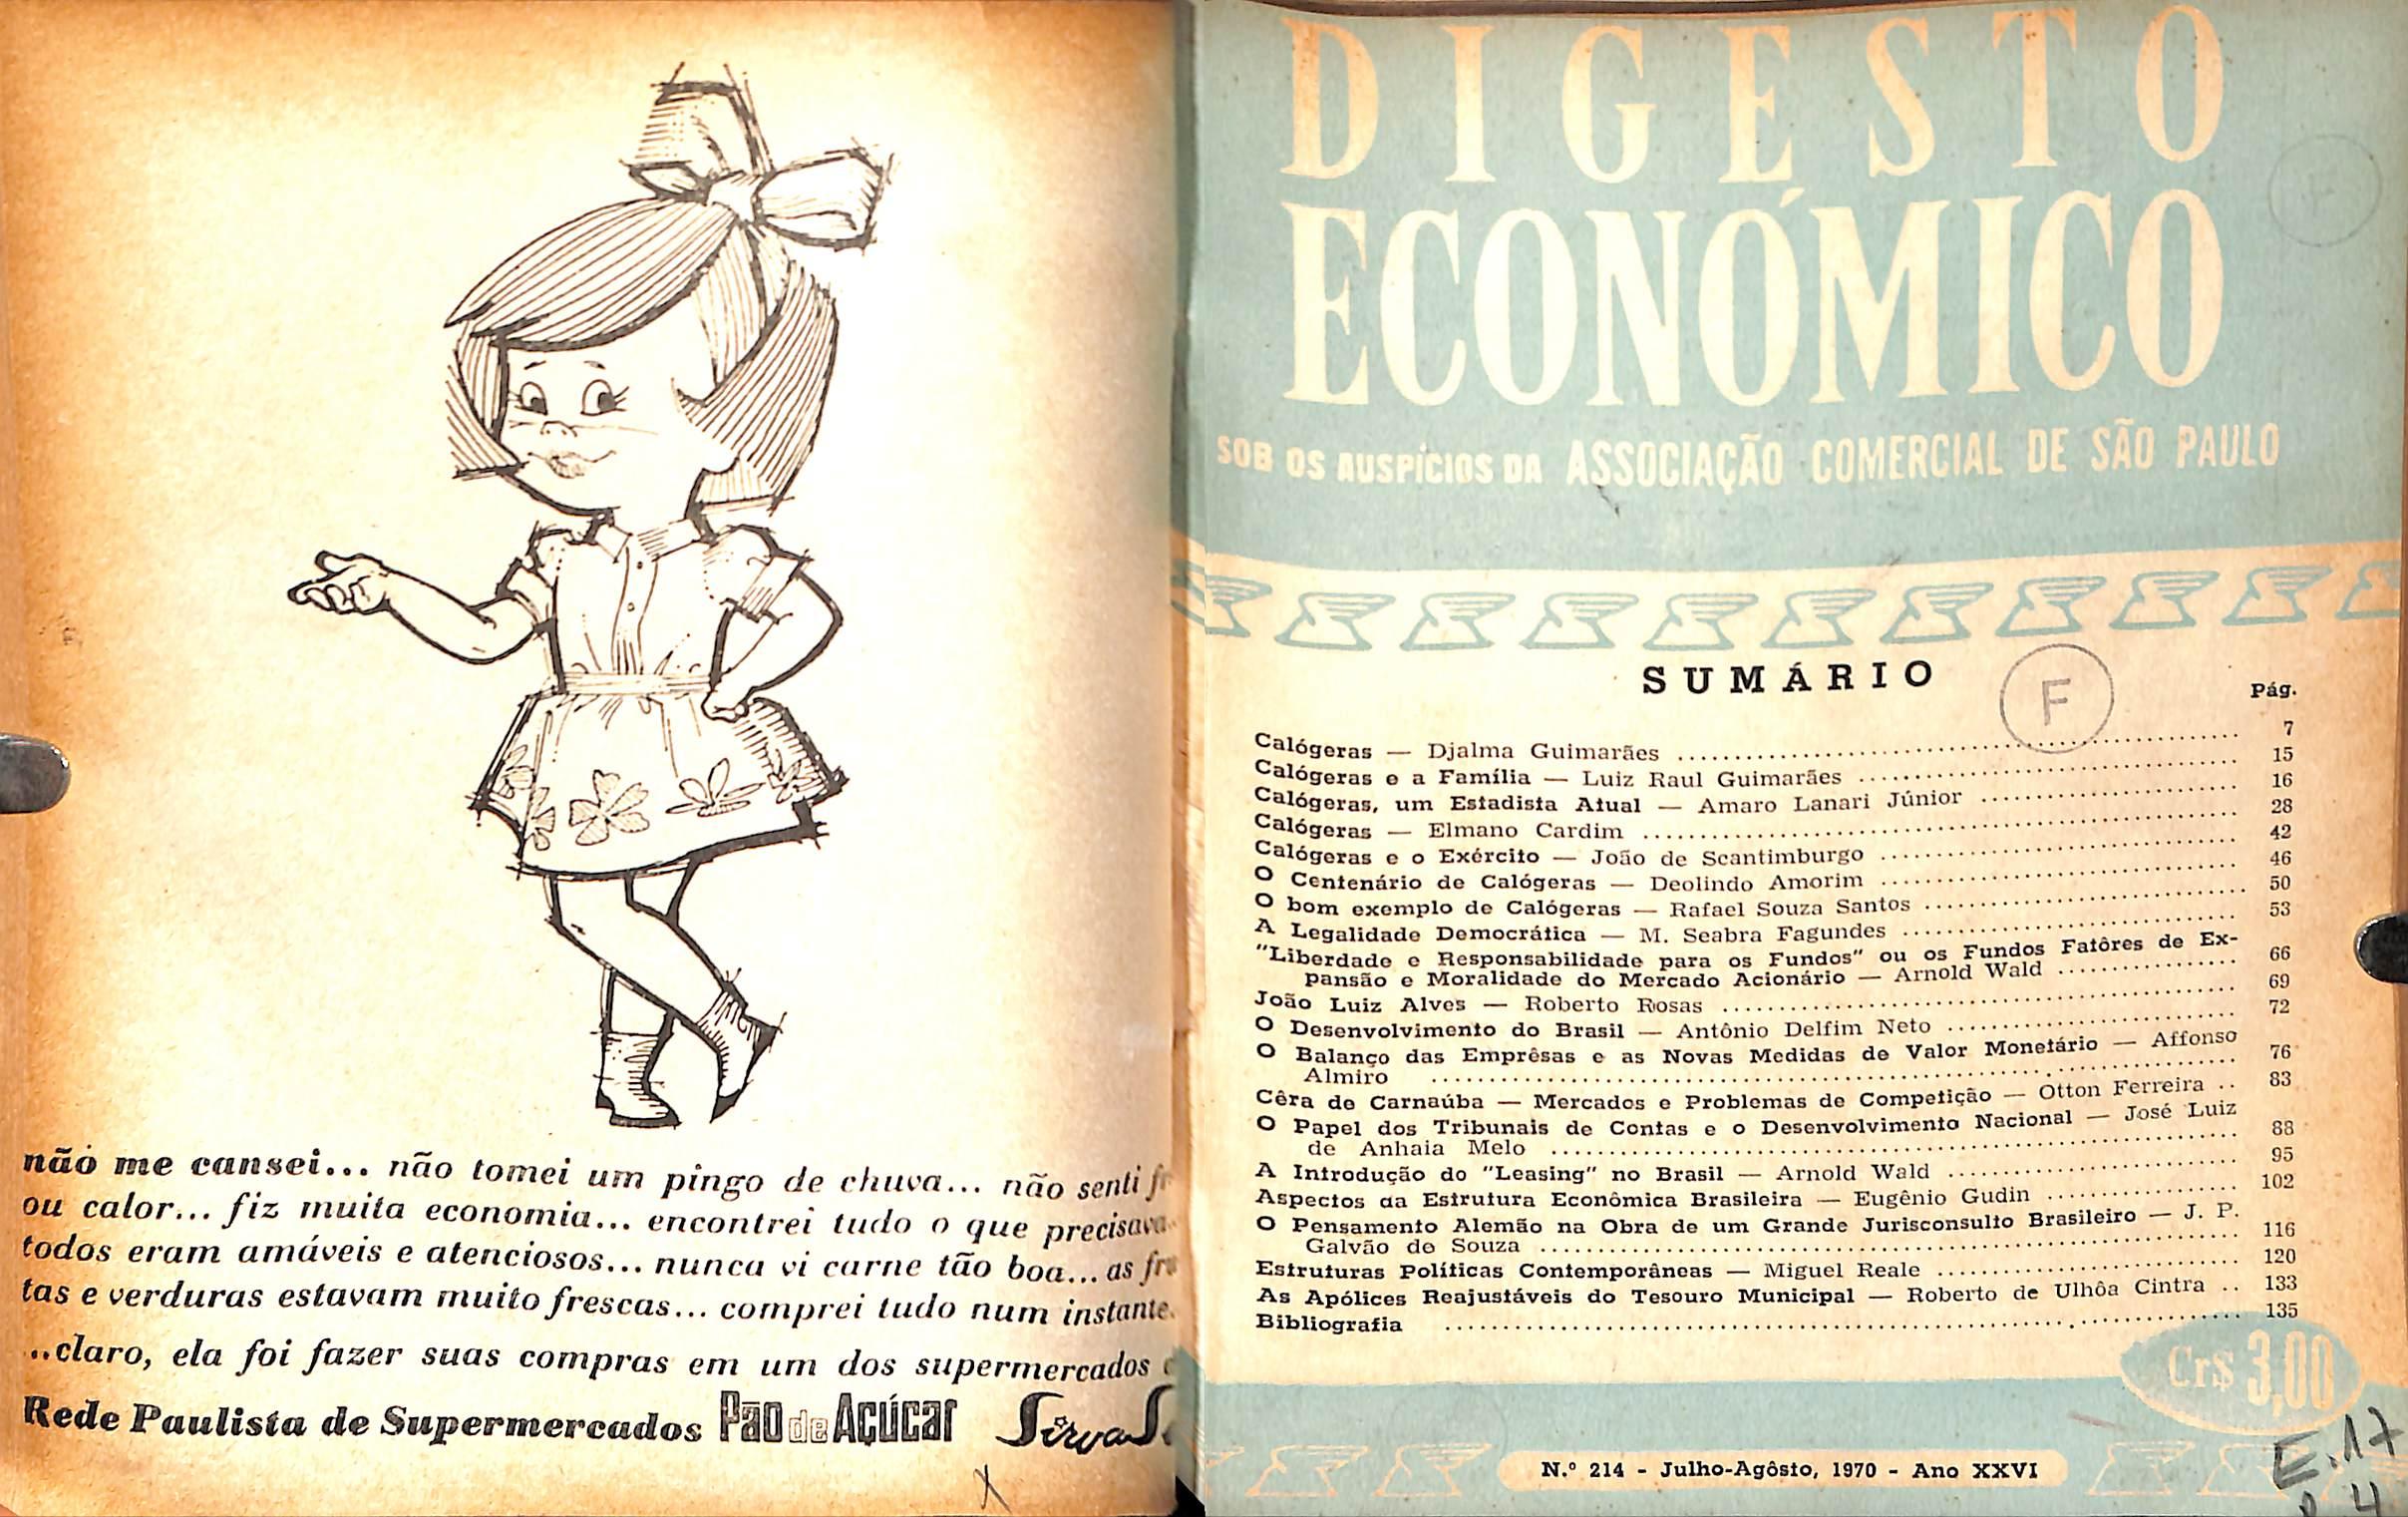 não me cansei... não tomei um pingo de chuva... não senti
ou calor... fiz muita economia... encontrei tudo o que precisava
todos eram amáveis e atenciosos... nunca vi carne tão boa... as
tas e verduras estavam muito frescas... comprei tudo num instante.
..claro, ela foi fazer suas compras em um dos supermercados
Rede Paulista de Supermercados Pão de Açúcar Sirva
DIGESTO
ECONÓMICO
SOB OS AUSPÍCIOS DA ASSOCIAÇÃO COMERCIAL DE SÃO PAULO
SUMÁRIO
F
Pág.
Calógeras — Djalma Guimarães ........ 7
Calógeras e a Família — Luiz Raul Guimarães ........ 15
Calógeras, um Estadista Atual — Amaro Lanari Júnior ........ 16
Calógeras — Elmano Cardim ........ 28
Calógeras e o Exército — João de Scantimburgo ........ 42
O Centenário de Calógeras — Deolindo Amorim ........ 46
O bom exemplo de Calógeras — Rafael Souza Santos ........ 50
A Legalidade Democrática — M. Seabra Fagundes ........ 53
"Liberdade e Responsabilidade para os Fundos" ou os Fundos Fatôres de Ex-
pansão e Moralidade do Mercado Acionário — Arnold Wald ........ 66
João Luiz Alves — Roberto Rosas ........ 69
O Desenvolvimento do Brasil — Antônio Delfim Neto ........ 72
O Balanço das Emprêsas e as Novas Medidas de Valor Monetário — Affonso
Almiro ........ 76
Cêra de Carnaúba — Mercados e Problemas de Competição — Otton Ferreira .. 83
O Papel dos Tribunais de Contas e o Desenvolvimento Nacional — José Luiz
de Anhaia Melo ........ 88
A Introdução do "Leasing" no Brasil — Arnold Wald ........ 95
Aspectos da Estrutura Econômica Brasileira — Eugênio Gudin ........ 102
O Pensamento Alemão na Obra de um Grande Jurisconsulto Brasileiro — J. P.
Galvão de Souza ........ 116
Estruturas Políticas Contemporâneas — Miguel Reale ........ 120
As Apólices Reajustáveis do Tesouro Municipal — Roberto de Ulhôa Cintra .. 133
Bibliografia ........ 135
Cr$ 3,00
N.º 214 - Julho-Agôsto, 1970 - Ano XXVI
E.17